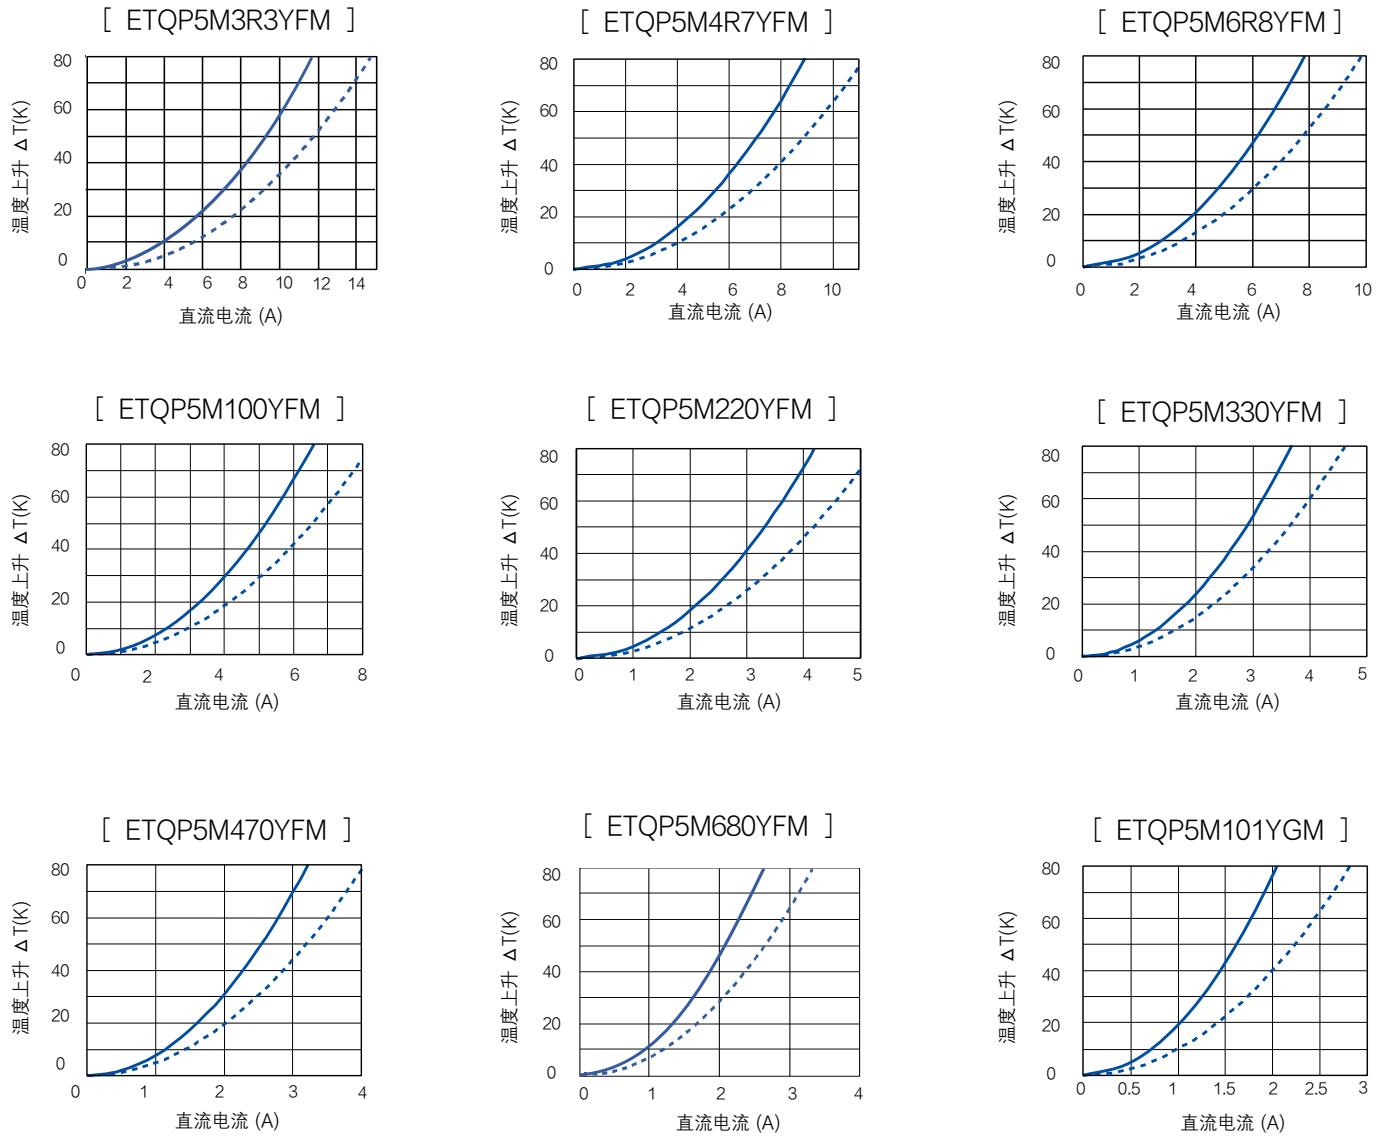 [ ETQP5M3R3YFM ]
80
60
40
20
0
温度上升 ΔT(K)
0 2 4 6 8 10 12 14
直流电流 (A)
[ ETQP5M4R7YFM ]
80
60
40
20
0
温度上升 ΔT(K)
0 2 4 6 8 10
直流电流 (A)
[ ETQP5M6R8YFM ]
80
60
40
20
0
温度上升 ΔT(K)
0 2 4 6 8 10
直流电流 (A)
[ ETQP5M100YFM ]
80
60
40
20
0
温度上升 ΔT(K)
0 2 4 6 8
直流电流 (A)
[ ETQP5M220YFM ]
80
60
40
20
0
温度上升 ΔT(K)
0 1 2 3 4 5
直流电流 (A)
[ ETQP5M330YFM ]
80
60
40
20
0
温度上升 ΔT(K)
0 1 2 3 4 5
直流电流 (A)
[ ETQP5M470YFM ]
80
60
40
20
0
温度上升 ΔT(K)
0 1 2 3 4
直流电流 (A)
[ ETQP5M680YFM ]
80
60
40
20
0
温度上升 ΔT(K)
0 1 2 3 4
直流电流 (A)
[ ETQP5M101YGM ]
80
60
40
20
0
温度上升 ΔT(K)
0 0.5 1 1.5 2 2.5 3
直流电流 (A)